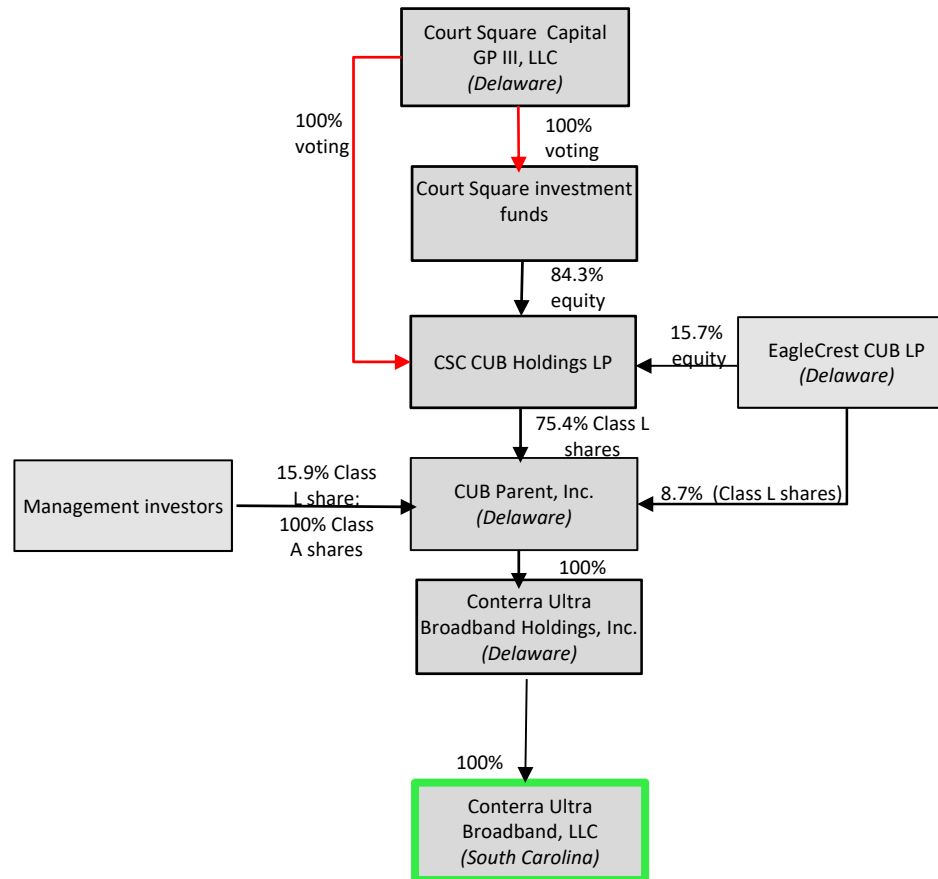 Court Square  Capital
GP III, LLC
(Delaware)
100%
voting
100%
voting
Court Square investment
funds
84.3%
equity
CSC CUB Holdings LP
15.7%
equity
EagleCrest CUB LP
(Delaware)
75.4% Class L
shares
Management investors
15.9% Class
L share;
100% Class
A shares
CUB Parent, Inc.
(Delaware)
8.7%  (Class L shares)
100%
Conterra Ultra
Broadband Holdings, Inc.
(Delaware)
100%
Conterra Ultra
Broadband, LLC
(South Carolina)